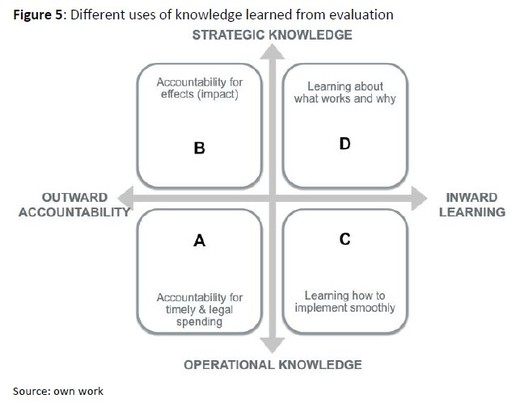 Figure 5: Different uses of knowledge learned from evaluation
STRATEGIC KNOWLEDGE
Accountability for
effects (impact)
B
Learning about
what works and why
D
OUTWARD
ACCOUNTABILITY
INWARD
LEARNING
A
Accountability for
timely & legal
spending
C
Learning how to
implement smoothly
OPERATIONAL KNOWLEDGE
Source: own work